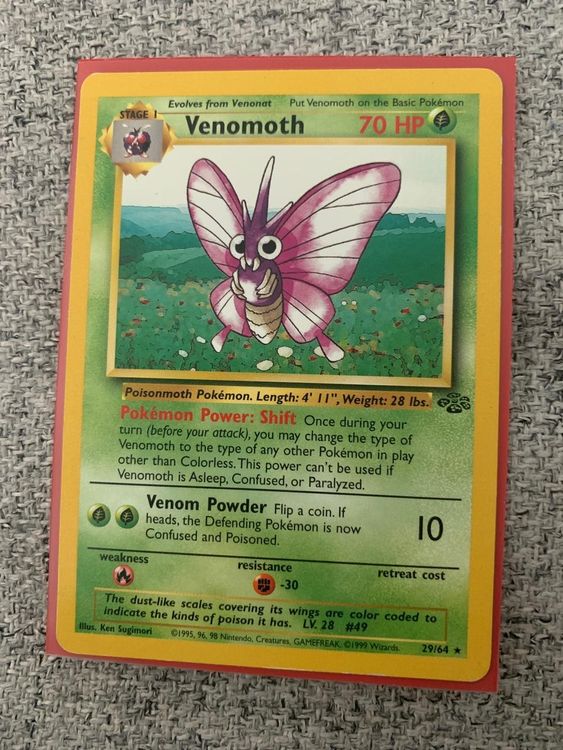 Evolves from Venonat Put Venomoth on the Basic Pokémon
STAGE 1
Venomoth 70 HP
Poisonmoth Pokémon. Length: 4' 11", Weight: 28 lbs.
Pokémon Power: Shift Once during your
turn (before your attack), you may change the type of
Venomoth to the type of any other Pokémon in play
other than Colorless. This power can't be used if
Venomoth is Asleep, Confused, or Paralyzed.
Venom Powder Flip a coin. If
heads, the Defending Pokémon is now
Confused and Poisoned.
10
weakness
resistance
retreat cost
-30
The dust-like scales covering its wings are color coded to
indicate the kinds of poison it has. LV. 28 #49
Illus. Ken Sugimori
©1995, 96, 98 Nintendo, Creatures, GAMEFREAK. ©1999 Wizards.
29/64 ★